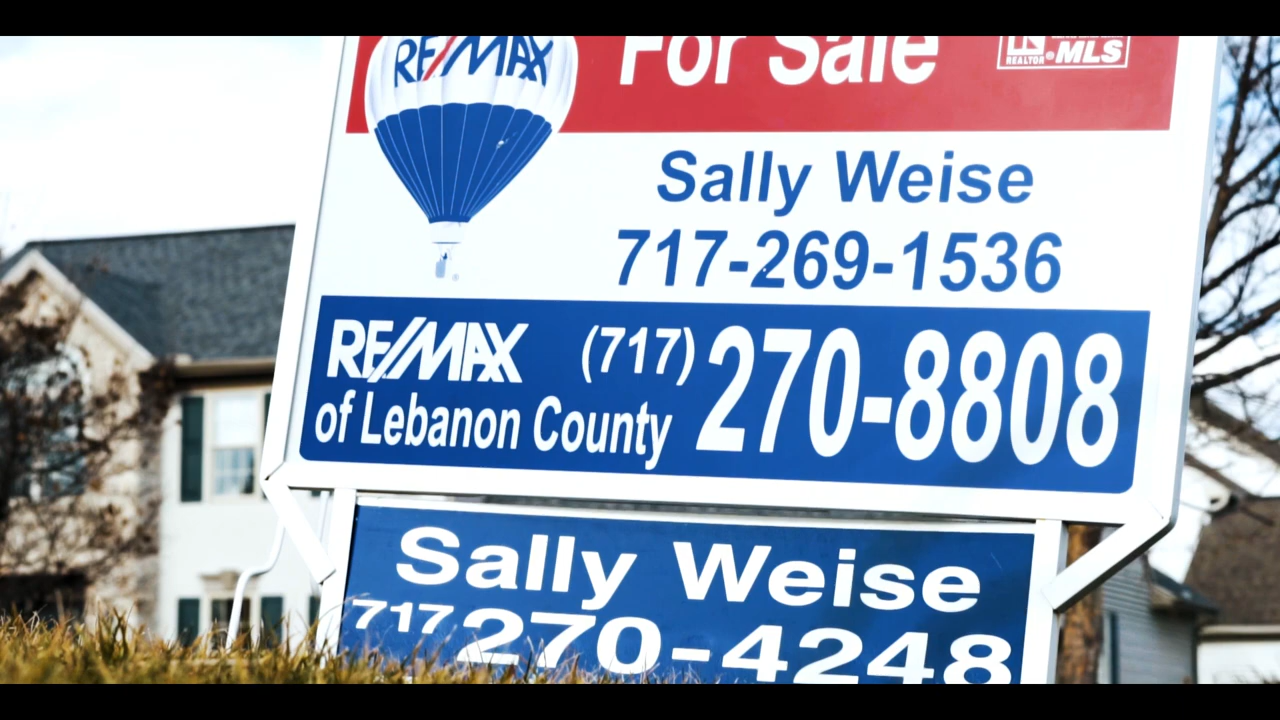 RE/MAX
For Sale
REALTOR® MLS
Sally Weise
717-269-1536
RE/MAX (717) 270-8808
of Lebanon County
Sally Weise
717 270-4248